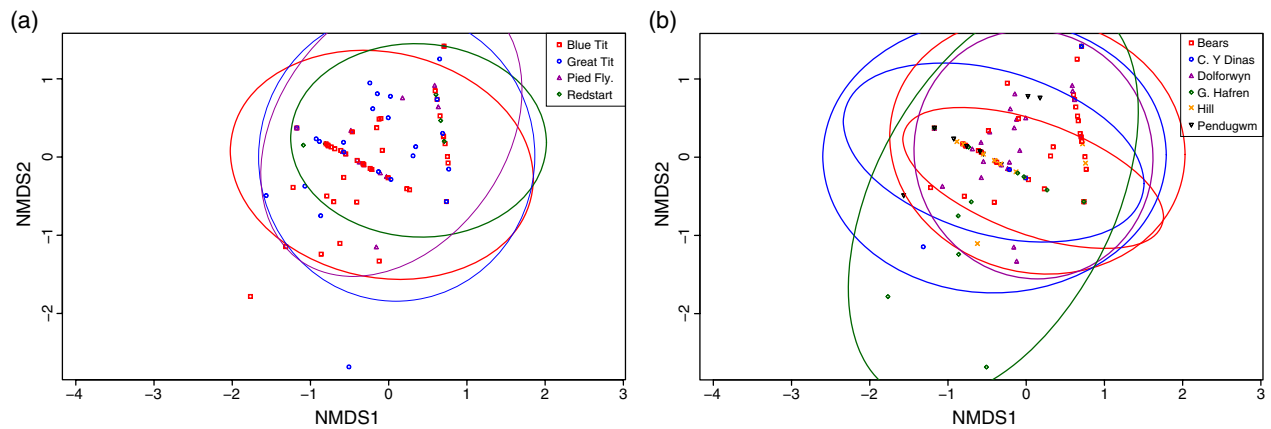 (a)
Blue Tit
Great Tit
Pied Fly.
Redstart
1
0
−1
−2
NMDS2
−4
−3
−2
−1
0
1
2
3
NMDS1
(b)
Bears
C. Y Dinas
Dolforwyn
G. Hafren
Hill
Pendugwm
1
0
−1
−2
NMDS2
−4
−3
−2
−1
0
1
2
3
NMDS1